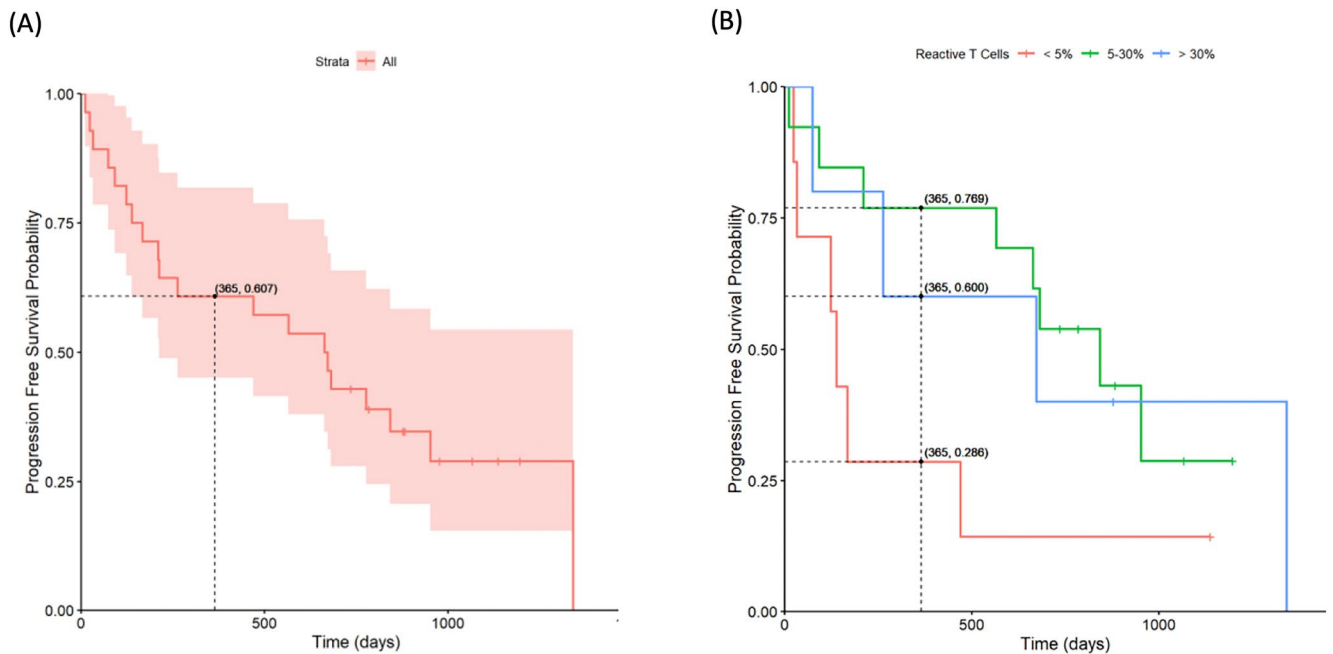 (A)
Strata All
Progression Free Survival Probability
1.00
0.75
0.50
0.25
0.00
(365, 0.607)
0 500 1000
Time (days)
(B)
Reactive T Cells < 5% 5-30% > 30%
Progression Free Survival Probability
1.00
0.75
0.50
0.25
0.00
(365, 0.769)
(365, 0.600)
(365, 0.286)
0 500 1000
Time (days)